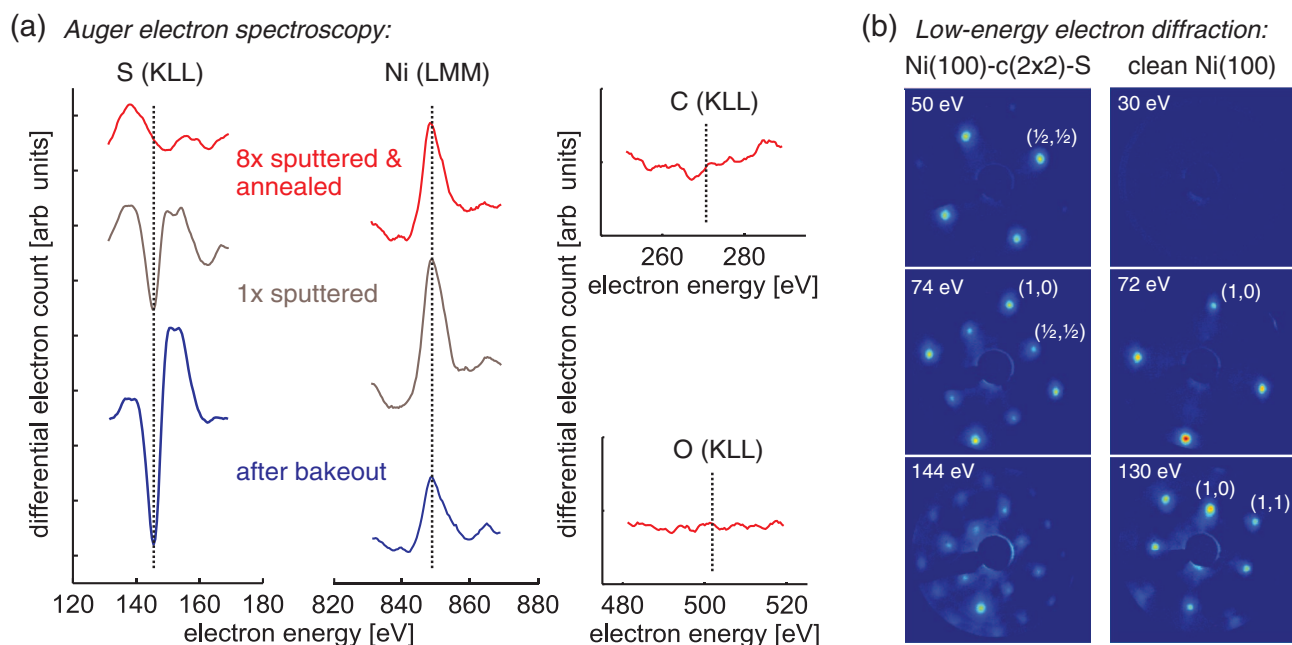 (a) Auger electron spectroscopy:
S (KLL)
Ni (LMM)
8x sputtered &
annealed
1x sputtered
after bakeout
differential electron count [arb units]
120 140 160 180
820 840 860 880
electron energy [eV]
electron energy [eV]
differential electron count [arb units]
C (KLL)
260 280
electron energy [eV]
O (KLL)
480 500 520
electron energy [eV]
(b) Low-energy electron diffraction:
Ni(100)-c(2x2)-S
clean Ni(100)
50 eV
(½,½)
30 eV
74 eV
(1,0)
(½,½)
72 eV
(1,0)
144 eV
130 eV
(1,0)
(1,1)